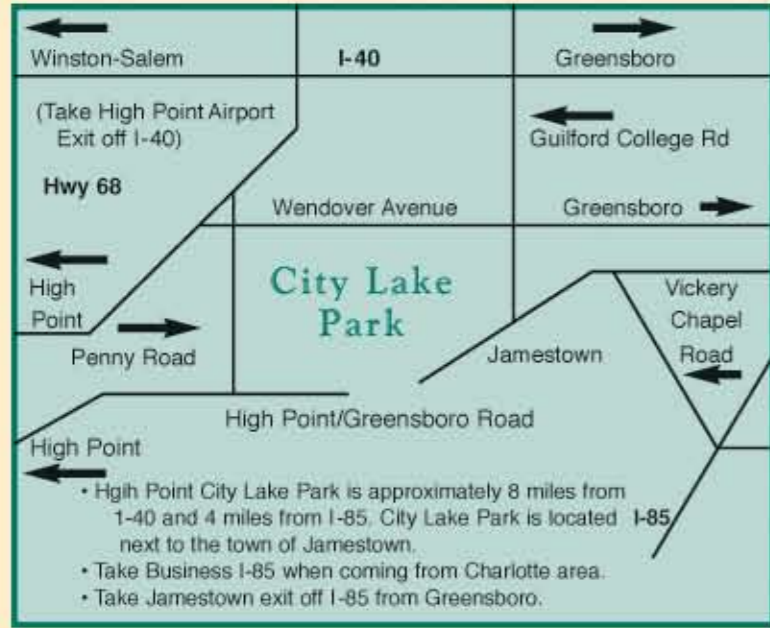 Winston-Salem
I-40
Greensboro
(Take High Point Airport
Exit off I-40)
Guilford College Rd
Hwy 68
Wendover Avenue
Greensboro
High
Point
City Lake
Park
Vickery
Chapel
Road
Penny Road
Jamestown
High Point/Greensboro Road
High Point
• Hgih Point City Lake Park is approximately 8 miles from
1-40 and 4 miles from I-85. City Lake Park is located
next to the town of Jamestown.
I-85
• Take Business I-85 when coming from Charlotte area.
• Take Jamestown exit off I-85 from Greensboro.